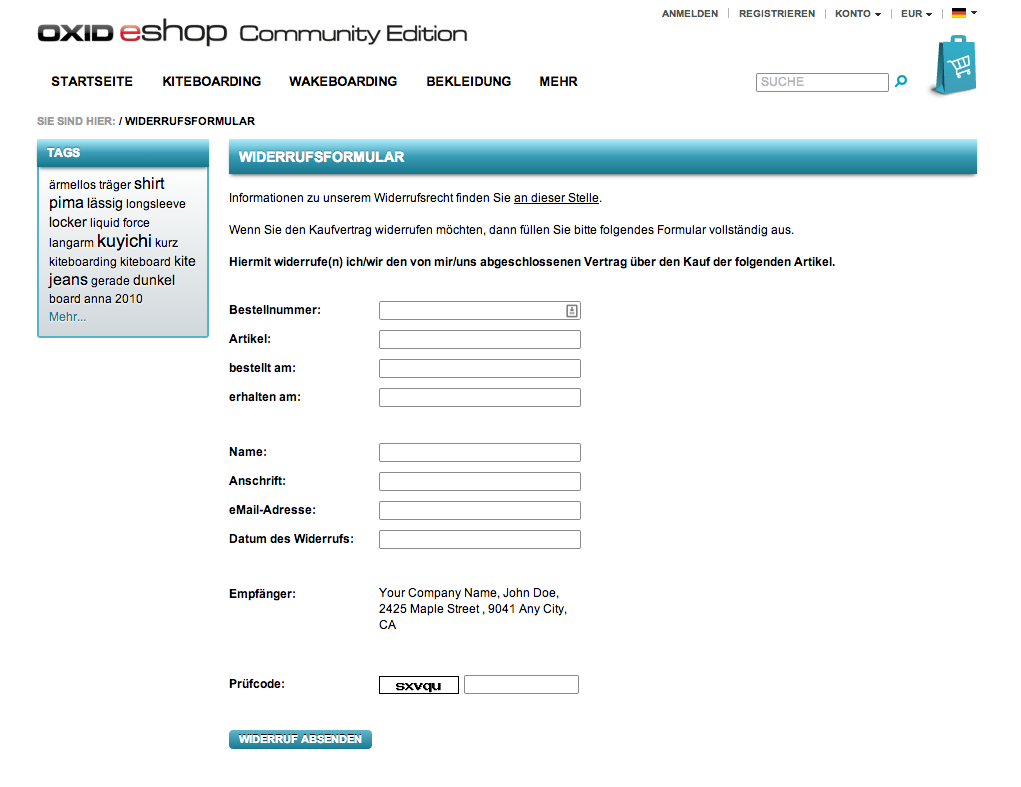 OXID eshop Community Edition
ANMELDEN
REGISTRIEREN
KONTO
EUR
STARTSEITE
KITEBOARDING
WAKEBOARDING
BEKLEIDUNG
MEHR
SUCHE
SIE SIND HIER: / WIDERRUFSFORMULAR
TAGS
ärmellos träger shirt
pima lässig longsleeve
locker liquid force
langarm kuyichi kurz
kiteboarding kiteboard kite
jeans gerade dunkel
board anna 2010
Mehr...
WIDERRUFSFORMULAR
Informationen zu unserem Widerrufsrecht finden Sie an dieser Stelle.
Wenn Sie den Kaufvertrag widerrufen möchten, dann füllen Sie bitte folgendes Formular vollständig aus.
Hiermit widerrufe(n) ich/wir den von mir/uns abgeschlossenen Vertrag über den Kauf der folgenden Artikel.
Bestellnummer:
Artikel:
bestellt am:
erhalten am:
Name:
Anschrift:
eMail-Adresse:
Datum des Widerrufs:
Empfänger:
Your Company Name, John Doe,
2425 Maple Street , 9041 Any City,
CA
Prüfcode:
sxvqu
WIDERRUF ABSENDEN